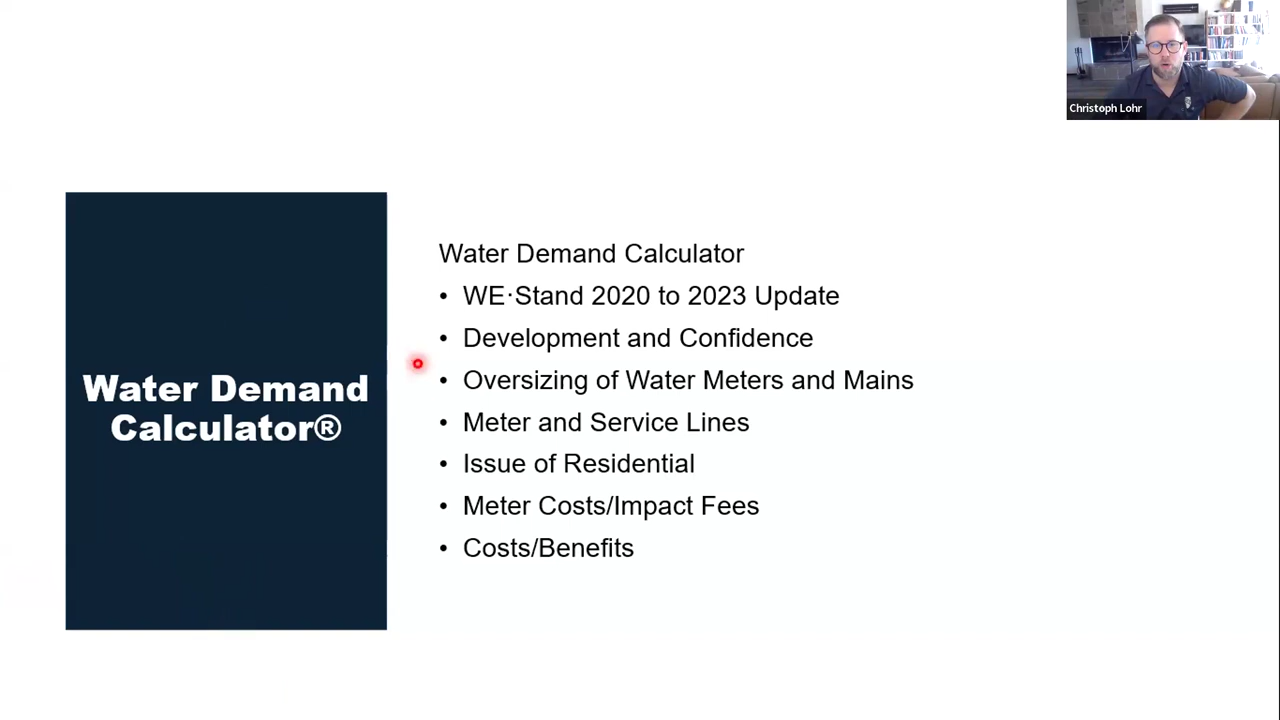 Christoph Lohr
Water Demand
Calculator®
Water Demand Calculator
• WE·Stand 2020 to 2023 Update
• Development and Confidence
• Oversizing of Water Meters and Mains
• Meter and Service Lines
• Issue of Residential
• Meter Costs/Impact Fees
• Costs/Benefits